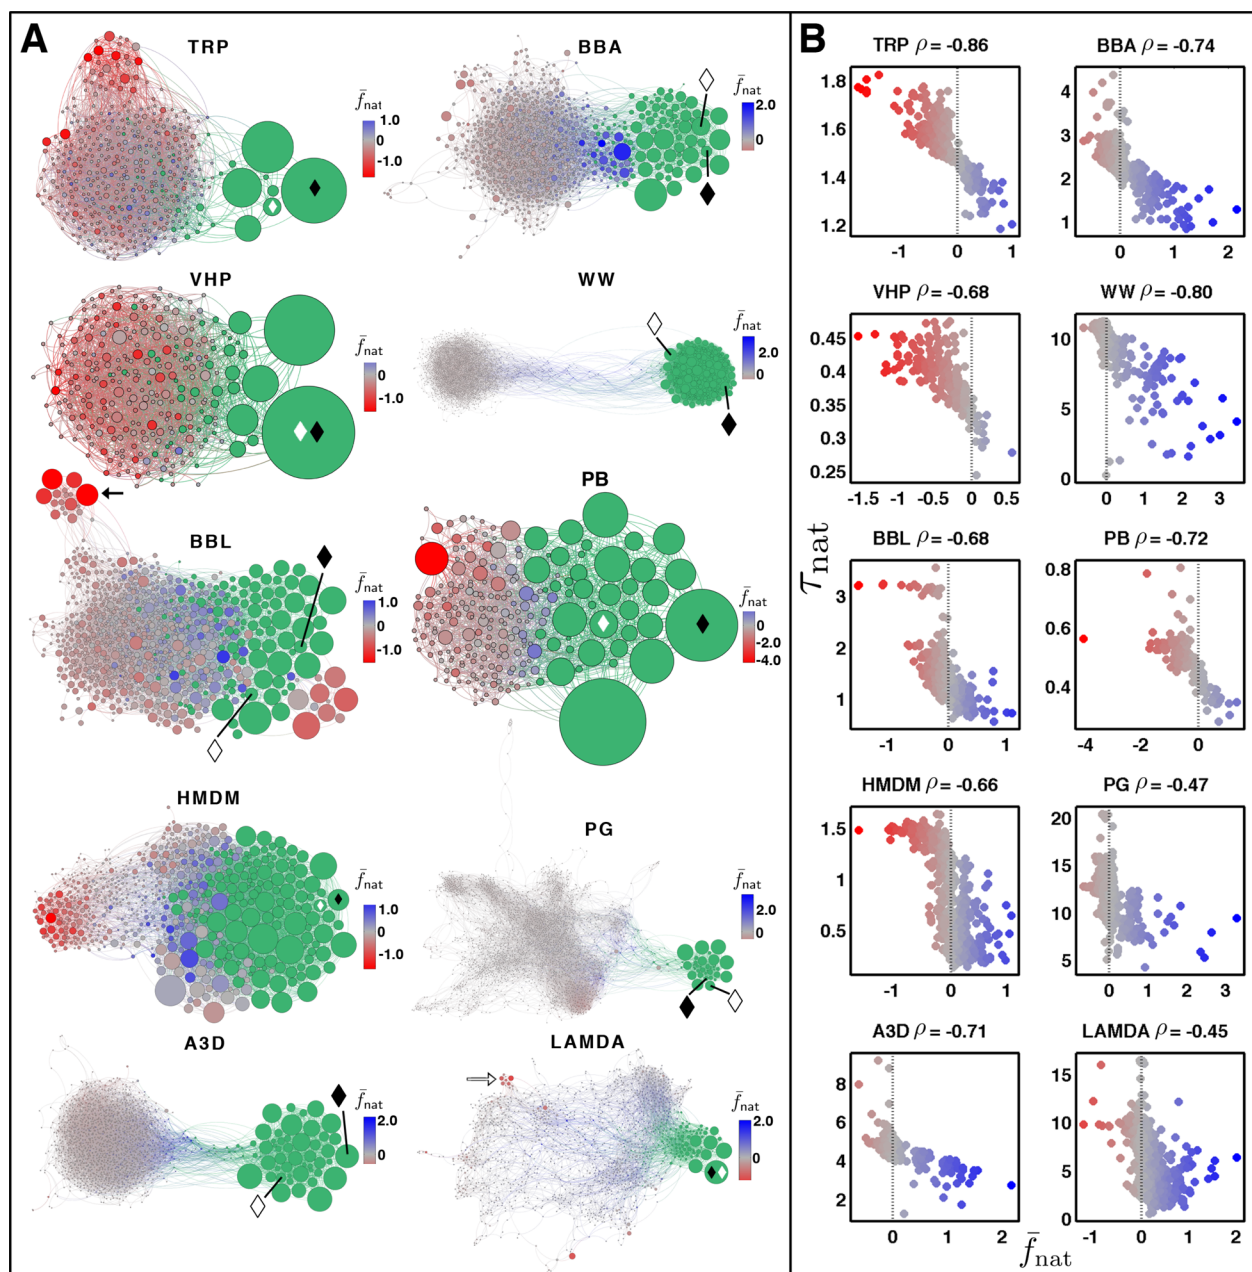 A
TRP
f̄nat
1.0
0
-1.0
BBA
f̄nat
2.0
0
VHP
f̄nat
0
-1.0
WW
f̄nat
2.0
0
BBL
f̄nat
1.0
0
-1.0
PB
f̄nat
0
-2.0
-4.0
HMDM
f̄nat
1.0
0
-1.0
PG
f̄nat
2.0
0
A3D
f̄nat
2.0
0
LAMDA
f̄nat
2.0
0
B
TRP ρ = -0.86
1.8
1.6
1.4
1.2
-1 0 1
BBA ρ = -0.74
4
3
2
1
0 1 2
VHP ρ = -0.68
0.45
0.4
0.35
0.3
0.25
-1.5 -1 -0.5 0 0.5
WW ρ = -0.80
10
5
0
0 1 2 3
τnat
BBL ρ = -0.68
3
2
1
-1 0 1
PB ρ = -0.72
0.8
0.6
0.4
-4 -2 0
HMDM ρ = -0.66
1.5
1
0.5
-1 0 1
PG ρ = -0.47
20
15
10
5
0 1 2 3
A3D ρ = -0.71
8
6
4
2
0 1 2
LAMDA ρ = -0.45
15
10
5
0
-1 0 1 2
f̄nat